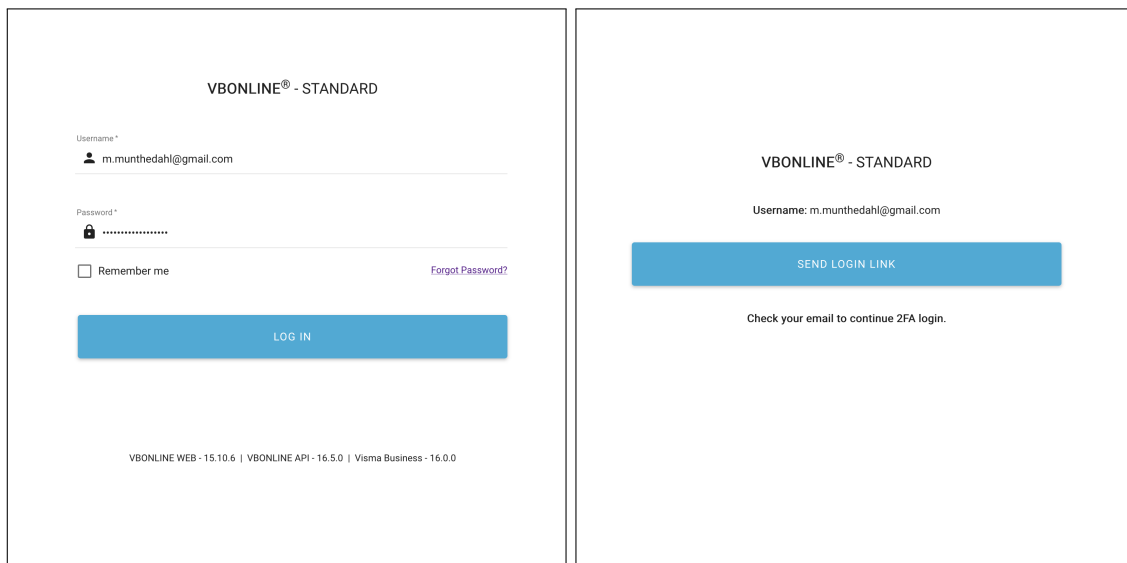 VBONLINE® - STANDARD
Username *
m.munthedahl@gmail.com
Password *
••••••••••••••••••
Remember me
Forgot Password?
LOG IN
VBONLINE WEB - 15.10.6 | VBONLINE API - 16.5.0 | Visma Business - 16.0.0
VBONLINE® - STANDARD
Username: m.munthedahl@gmail.com
SEND LOGIN LINK
Check your email to continue 2FA login.